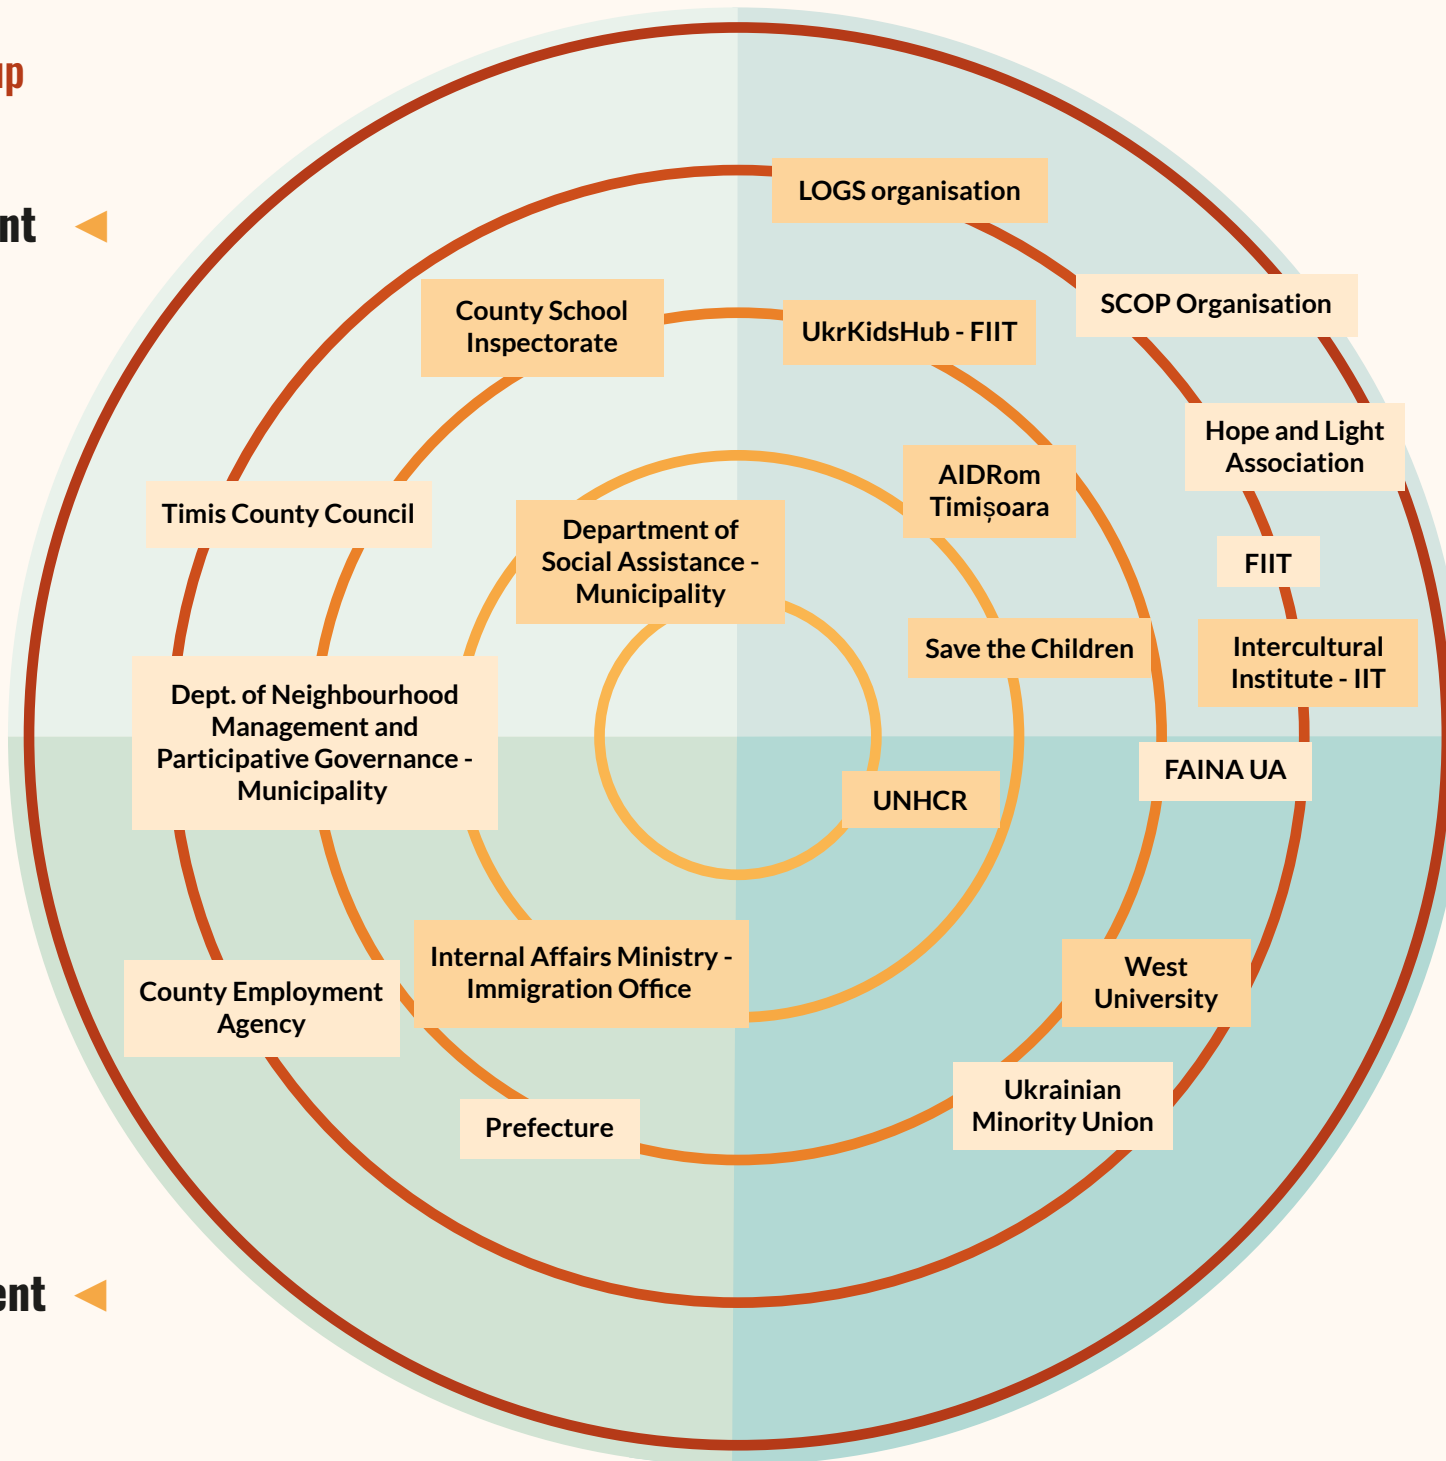 up
nt
LOGS organisation
SCOP Organisation
County School
Inspectorate
UkrKidsHub - FIIT
Hope and Light
Association
AIDRom
Timișoara
Timis County Council
Department of
Social Assistance -
Municipality
FIIT
Save the Children
Intercultural
Institute - IIT
Dept. of Neighbourhood
Management and
Participative Governance -
Municipality
FAINA UA
UNHCR
Internal Affairs Ministry -
Immigration Office
West
University
County Employment
Agency
Ukrainian
Minority Union
Prefecture
ent